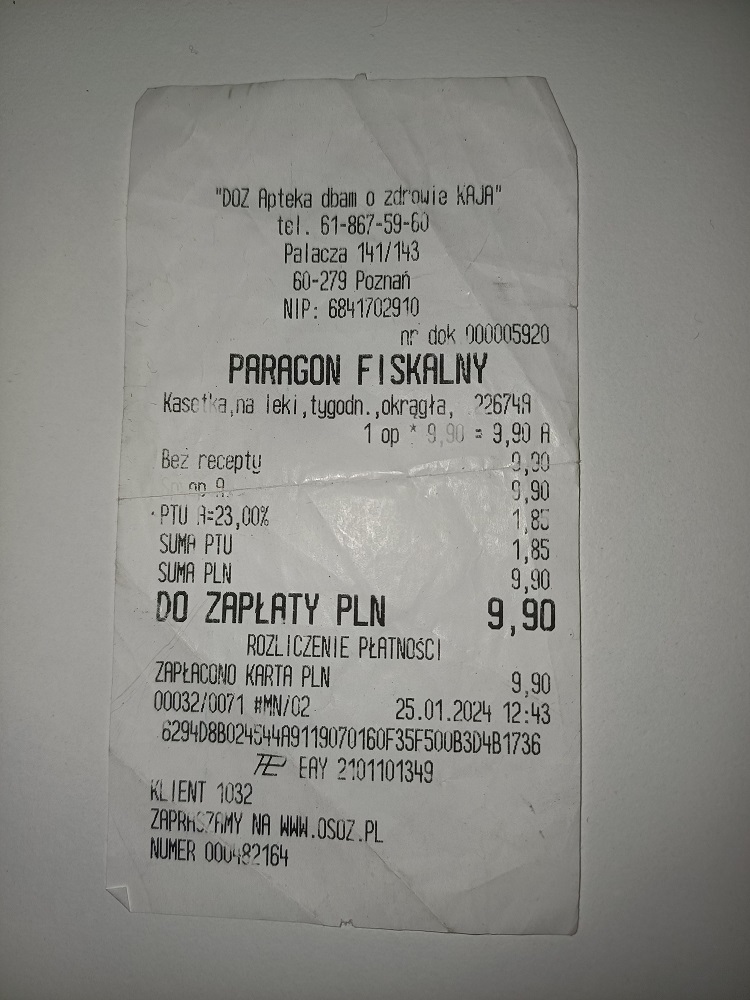 "DOZ Apteka dbam o zdrowie KAJA"
tel. 61-867-59-60
Palacza 141/143
60-279 Poznań
NIP: 6841702910
nr dok 000005920
PARAGON FISKALNY
Kasetka,na leki,tygodn.,okrągła,
1 op * 9,90 = 9,90 A
Bez recepty 9,90
op 9,90
PTU A=23,00% 1,85
SUMA PTU 1,85
SUMA PLN 9,90
DO ZAPŁATY PLN 9,90
ROZLICZENIE PŁATNOŚCI
ZAPŁACONO KARTA PLN 9,90
00032/0071 #MN/02 25.01.2024 12:43
6294D8B024544A9119070160F35F500B3D4B1736
EAY 2101101349
KLIENT 1032
ZAPRASZAMY NA WWW.OSOZ.PL
NUMER 000482164